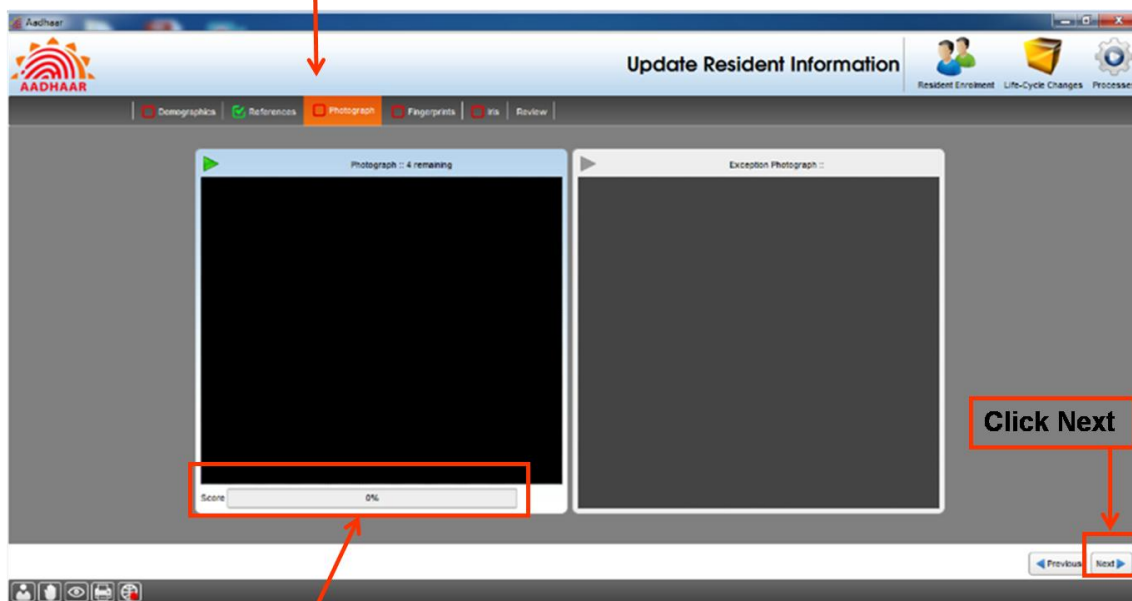 Aadhaar
AADHAAR
Update Resident Information
Resident Enrolment
Life-Cycle Changes
Processes
Demographics
References
Photograph
Fingerprints
Iris
Review
Photograph :: 4 remaining
Exception Photograph ::
Score
0%
Click Next
Previous
Next